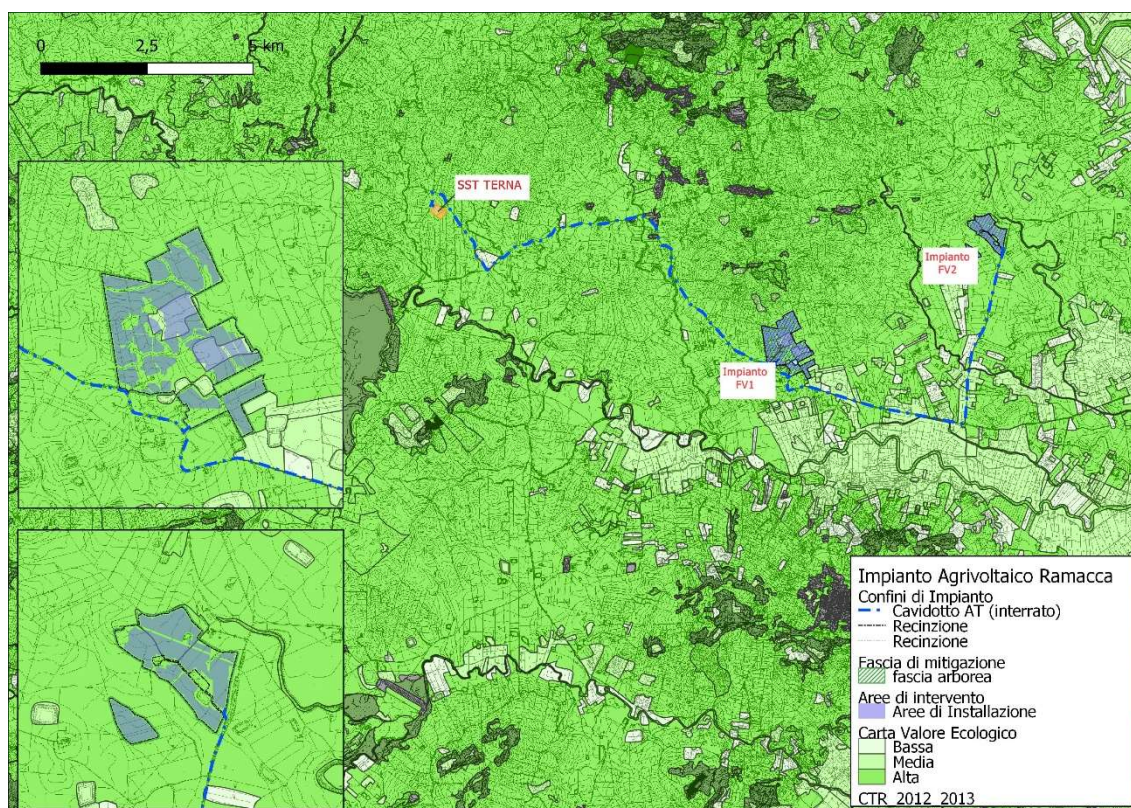 0 2,5 5 km
SST TERNA
Impianto
FV2
Impianto
FV1
Impianto Agrivoltaico Ramacca
Confini di Impianto
Cavidotto AT (interrato)
Recinzione
Recinzione
Fascia di mitigazione
fascia arborea
Aree di intervento
Aree di Installazione
Carta Valore Ecologico
Bassa
Media
Alta
CTR_2012_2013